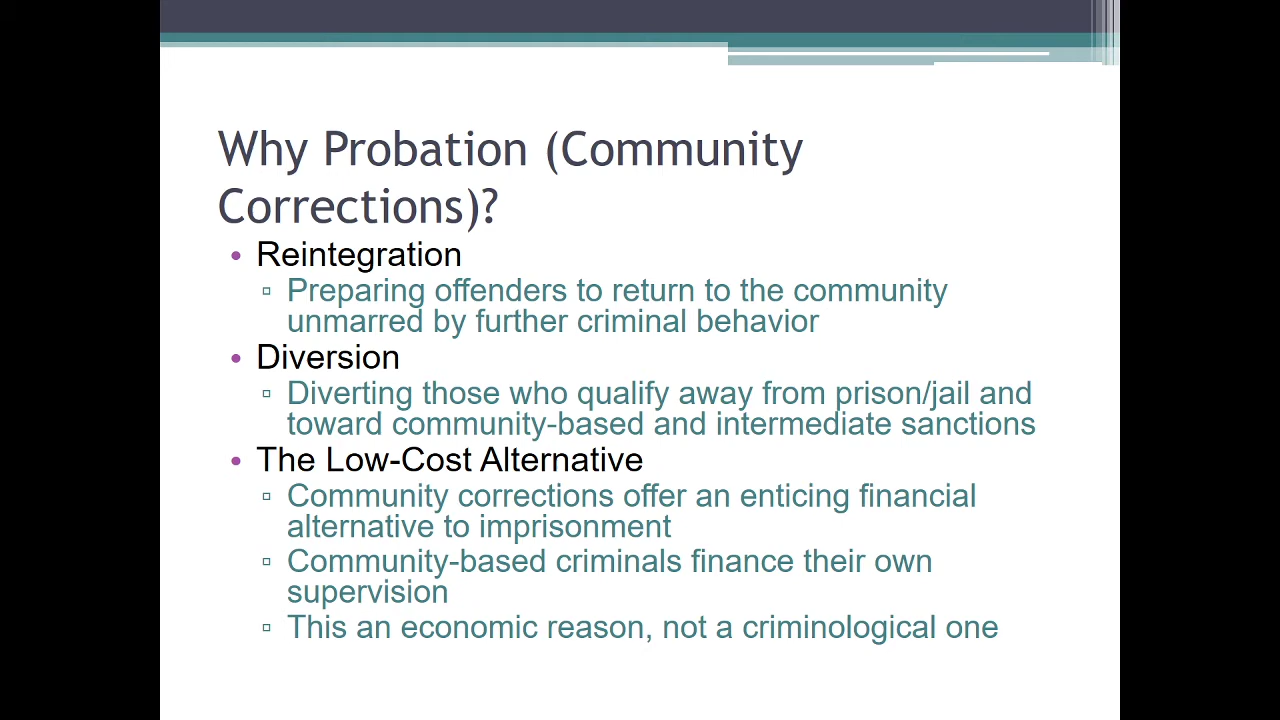 Why Probation (Community
Corrections)?
• Reintegration
▫ Preparing offenders to return to the community
unmarred by further criminal behavior
• Diversion
▫ Diverting those who qualify away from prison/jail and
toward community-based and intermediate sanctions
• The Low-Cost Alternative
▫ Community corrections offer an enticing financial
alternative to imprisonment
▫ Community-based criminals finance their own
supervision
▫ This an economic reason, not a criminological one